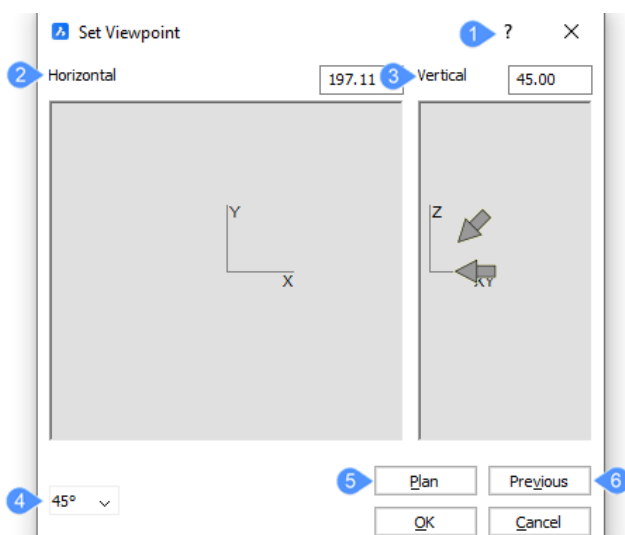 Set Viewpoint 1 ?
2 Horizontal 197.11 3 Vertical 45.00
Y
X
Z
XY
4 45°
5 Plan Previous 6
OK Cancel